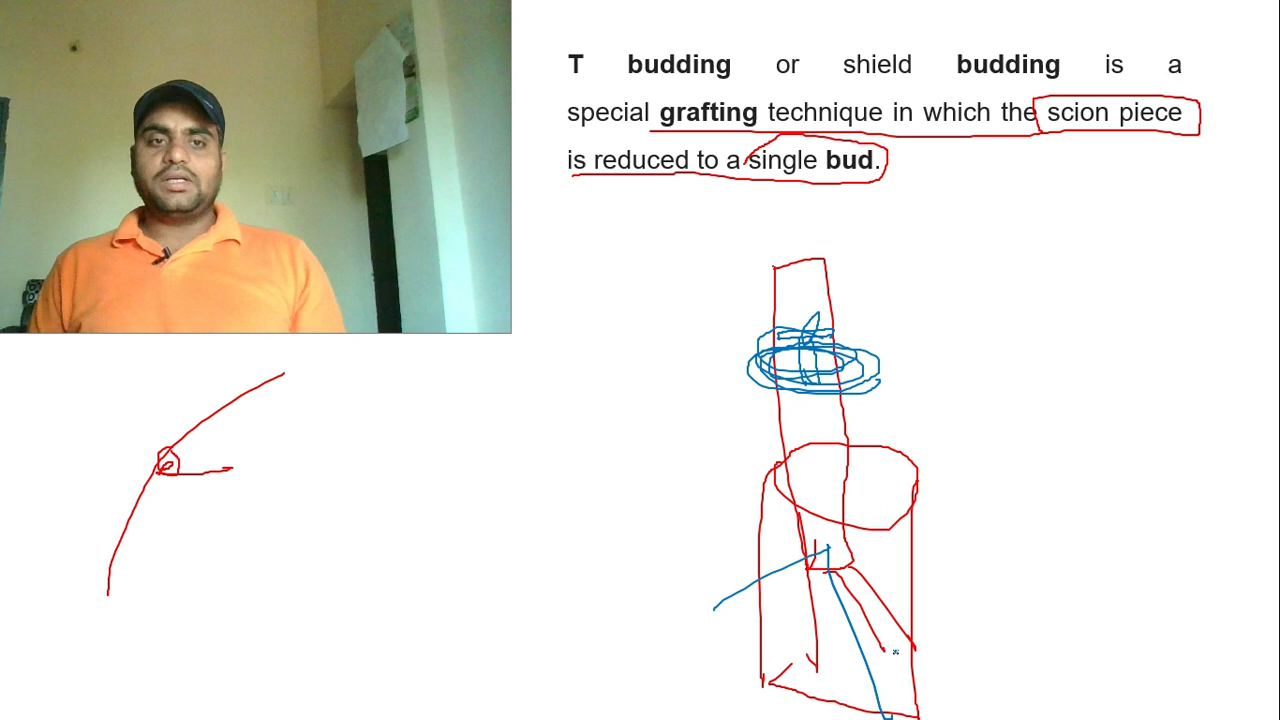 T budding or shield budding is a
special grafting technique in which the scion piece
is reduced to a single bud.